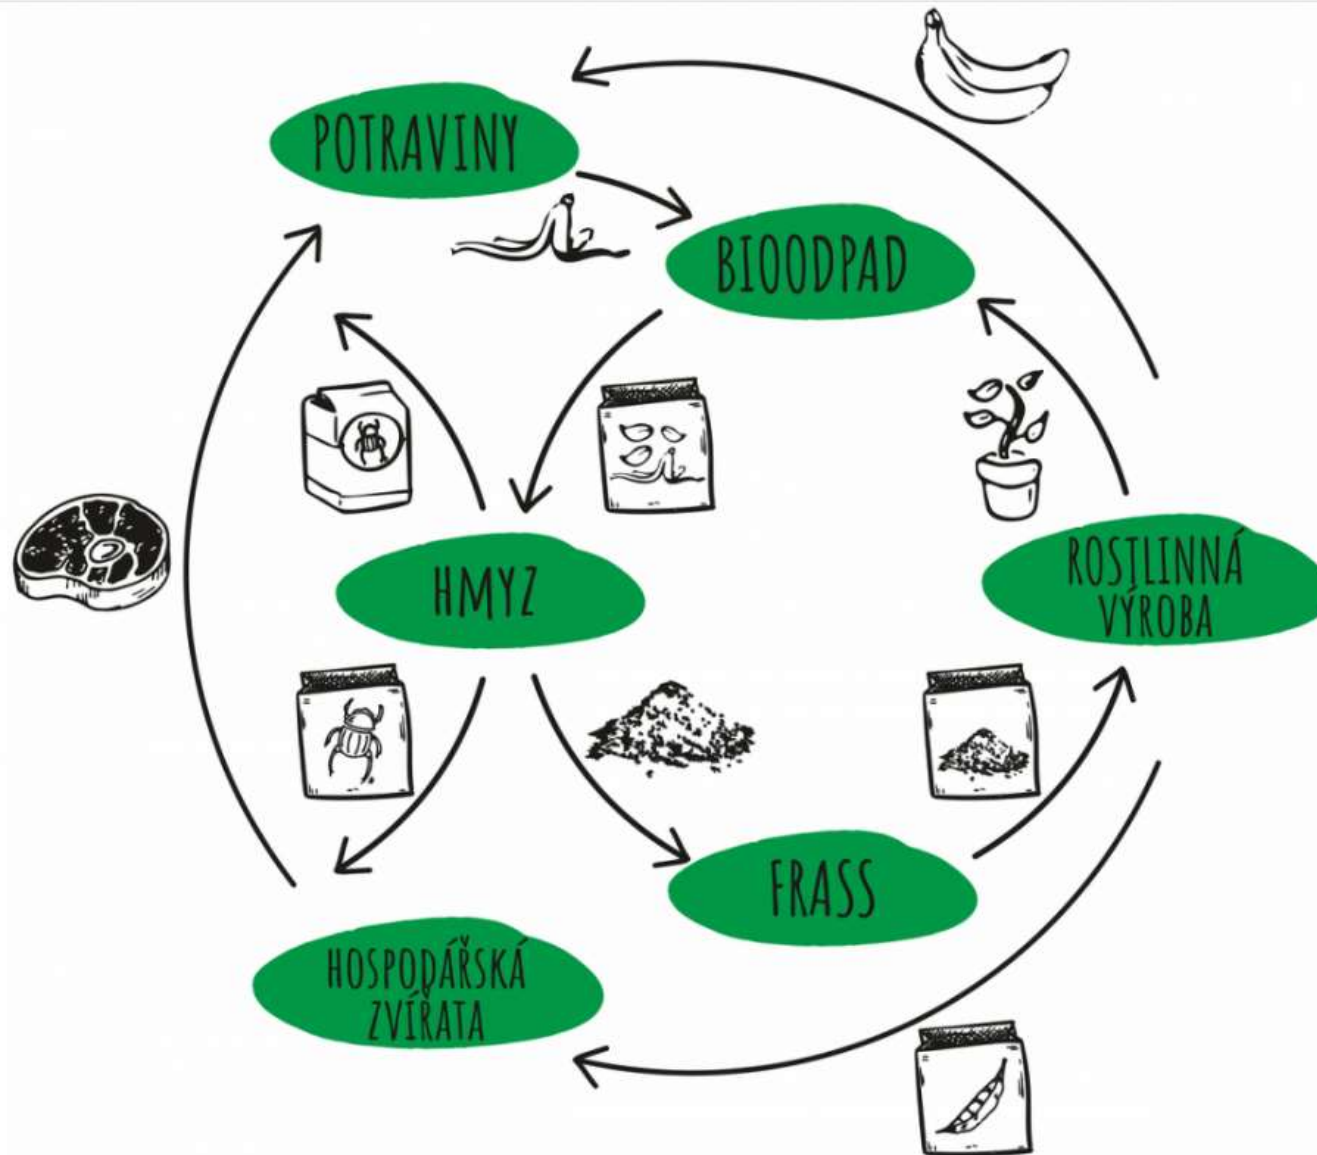 POTRAVINY
BIOODPAD
HMYZ
ROSTLINNÁ
VÝROBA
FRASS
HOSPODÁŘSKÁ
ZVÍŘATA